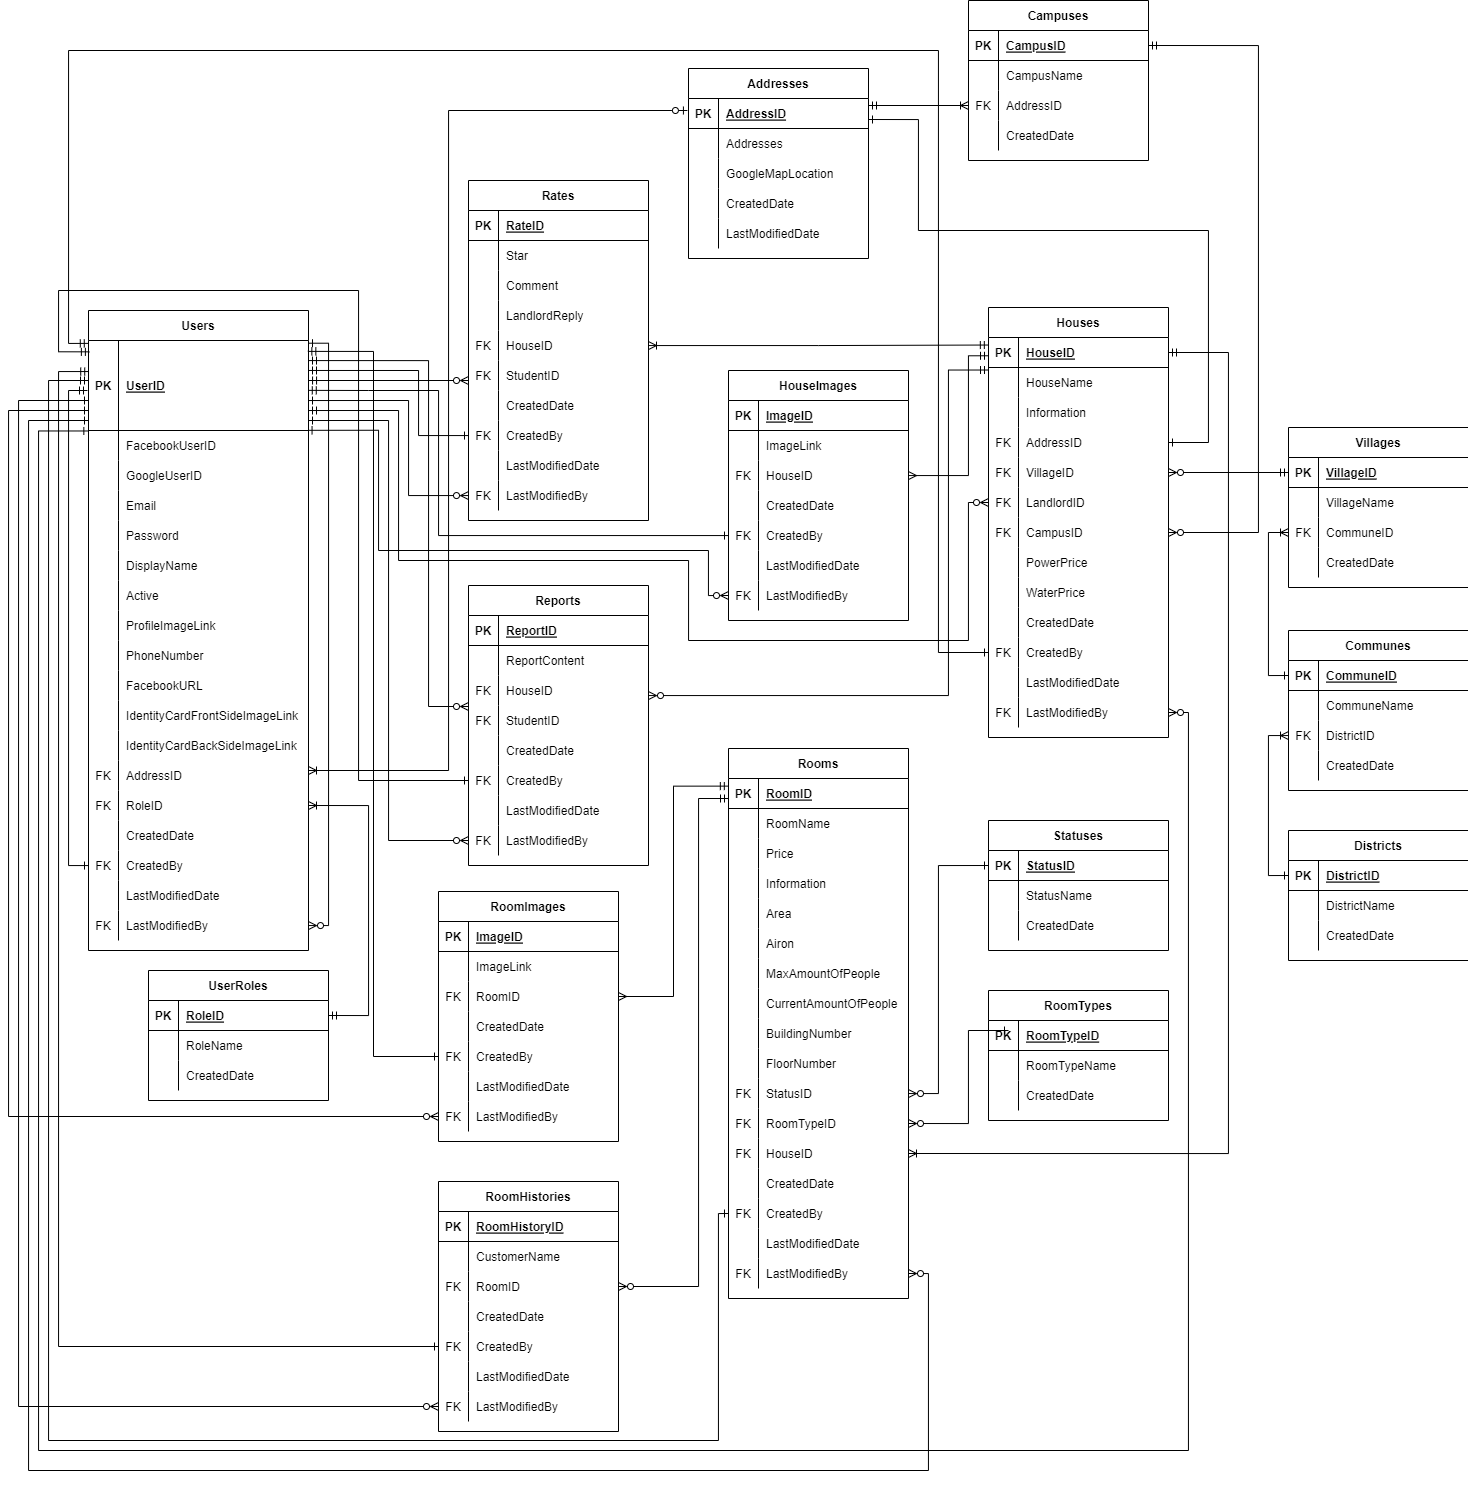 Campuses
PK CampusID
CampusName
FK AddressID
CreatedDate
Addresses
PK AddressID
Addresses
GoogleMapLocation
CreatedDate
LastModifiedDate
Rates
PK RateID
Star
Comment
LandlordReply
FK HouseID
FK StudentID
CreatedDate
FK CreatedBy
LastModifiedDate
FK LastModifiedBy
Users
PK UserID
FacebookUserID
GoogleUserID
Email
Password
DisplayName
Active
ProfileImageLink
PhoneNumber
FacebookURL
IdentityCardFrontSideImageLink
IdentityCardBackSideImageLink
FK AddressID
FK RoleID
CreatedDate
FK CreatedBy
LastModifiedDate
FK LastModifiedBy
Houses
PK HouseID
HouseName
Information
FK AddressID
FK VillageID
FK LandlordID
FK CampusID
PowerPrice
WaterPrice
CreatedDate
FK CreatedBy
LastModifiedDate
FK LastModifiedBy
HouseImages
PK ImageID
ImageLink
FK HouseID
CreatedDate
FK CreatedBy
LastModifiedDate
FK LastModifiedBy
Villages
PK VillageID
VillageName
FK CommuneID
CreatedDate
Reports
PK ReportID
ReportContent
FK HouseID
FK StudentID
CreatedDate
FK CreatedBy
LastModifiedDate
FK LastModifiedBy
Communes
PK CommuneID
CommuneName
FK DistrictID
CreatedDate
Rooms
PK RoomID
RoomName
Price
Information
Area
Airon
MaxAmountOfPeople
CurrentAmountOfPeople
BuildingNumber
FloorNumber
FK StatusID
FK RoomTypeID
FK HouseID
CreatedDate
FK CreatedBy
LastModifiedDate
FK LastModifiedBy
Statuses
PK StatusID
StatusName
CreatedDate
Districts
PK DistrictID
DistrictName
CreatedDate
RoomImages
PK ImageID
ImageLink
FK RoomID
CreatedDate
FK CreatedBy
LastModifiedDate
FK LastModifiedBy
UserRoles
PK RoleID
RoleName
CreatedDate
RoomTypes
PK RoomTypeID
RoomTypeName
CreatedDate
RoomHistories
PK RoomHistoryID
CustomerName
FK RoomID
CreatedDate
FK CreatedBy
LastModifiedDate
FK LastModifiedBy